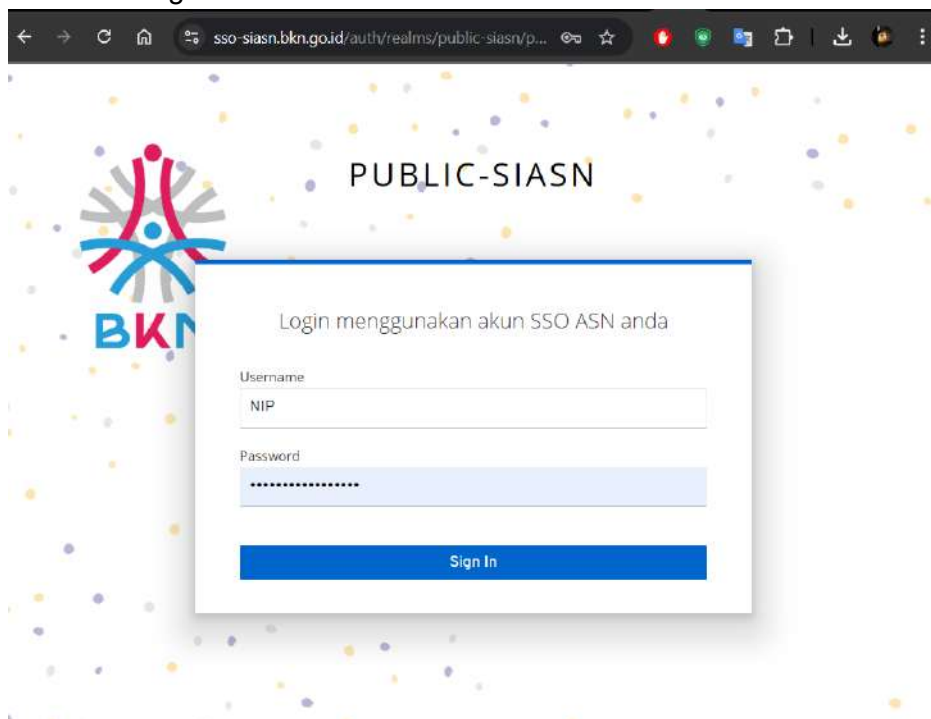 sso-siasn.bkn.go.id/auth/realms/public-siasn/p...
PUBLIC-SIASN
BKN
Login menggunakan akun SSO ASN anda
Username
NIP
Password
•••••••••••••••••
Sign In